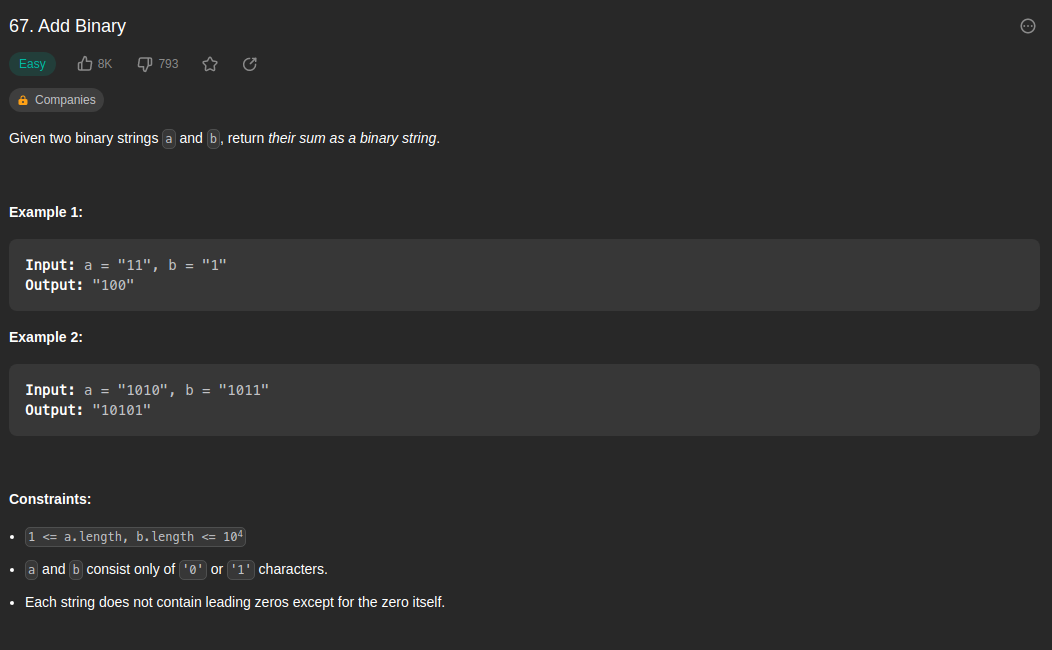 67. Add Binary
Easy 8K 793
Companies
Given two binary strings a and b, return their sum as a binary string.
Example 1:
Input: a = "11", b = "1"
Output: "100"
Example 2:
Input: a = "1010", b = "1011"
Output: "10101"
Constraints:
• 1 <= a.length, b.length <= 10⁴
• a and b consist only of '0' or '1' characters.
• Each string does not contain leading zeros except for the zero itself.